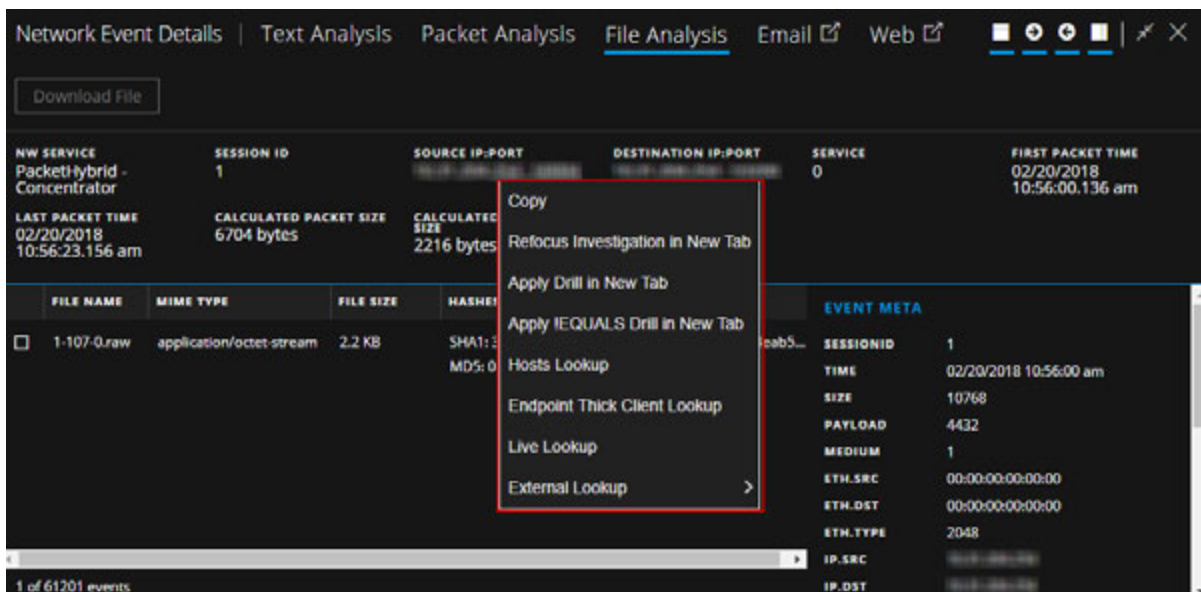 Network Event Details | Text Analysis Packet Analysis File Analysis Email Web
Download File
NW SERVICE SESSION ID SOURCE IP:PORT DESTINATION IP:PORT SERVICE FIRST PACKET TIME
PacketHybrid - 1 0 02/20/2018
Concentrator 10:56:00.136 am
LAST PACKET TIME CALCULATED PACKET SIZE CALCULATED
SIZE
02/20/2018 6704 bytes 2216 bytes
10:56:23.156 am
Copy
Refocus Investigation in New Tab
Apply Drill in New Tab
Apply !EQUALS Drill in New Tab
Hosts Lookup
Endpoint Thick Client Lookup
Live Lookup
External Lookup >
FILE NAME MIME TYPE FILE SIZE
1-107-0.raw application/octet-stream 2.2 KB SHA1: eab5...
MD5: 0
EVENT META
SESSIONID 1
TIME 02/20/2018 10:56:00 am
SIZE 10768
PAYLOAD 4432
MEDIUM 1
ETH.SRC 00:00:00:00:00:00
ETH.DST 00:00:00:00:00:00
ETH.TYPE 2048
IP.SRC
IP.DST
1 of 61201 events